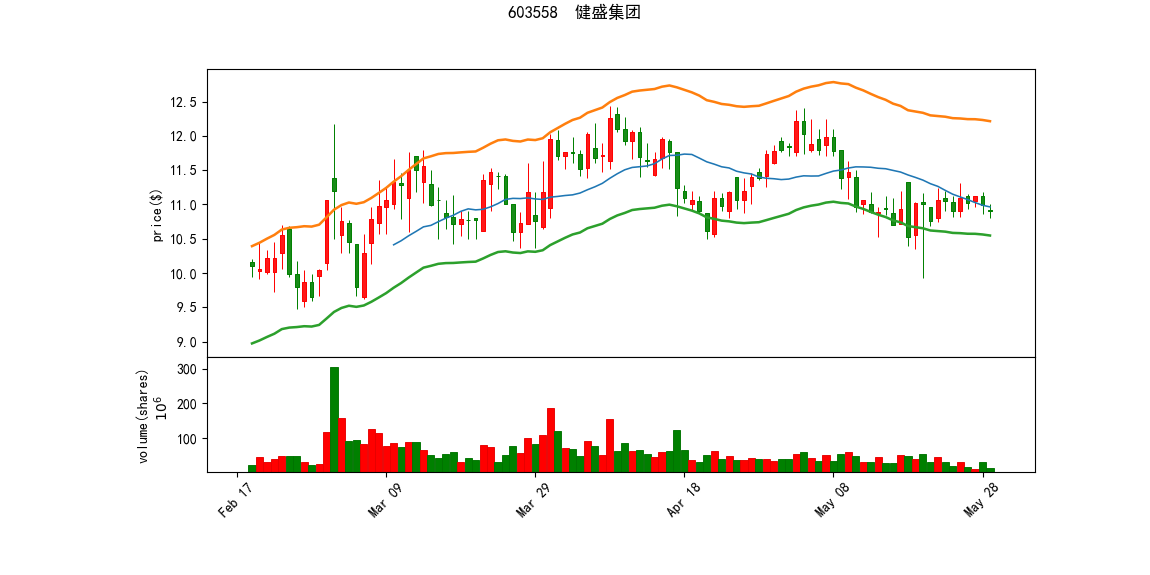 603558 健盛集团
price($)
12.5
12.0
11.5
11.0
10.5
10.0
9.5
9.0
volume(shares)
10^6
300
200
100
Feb 17
Mar 09
Mar 29
Apr 18
May 08
May 28